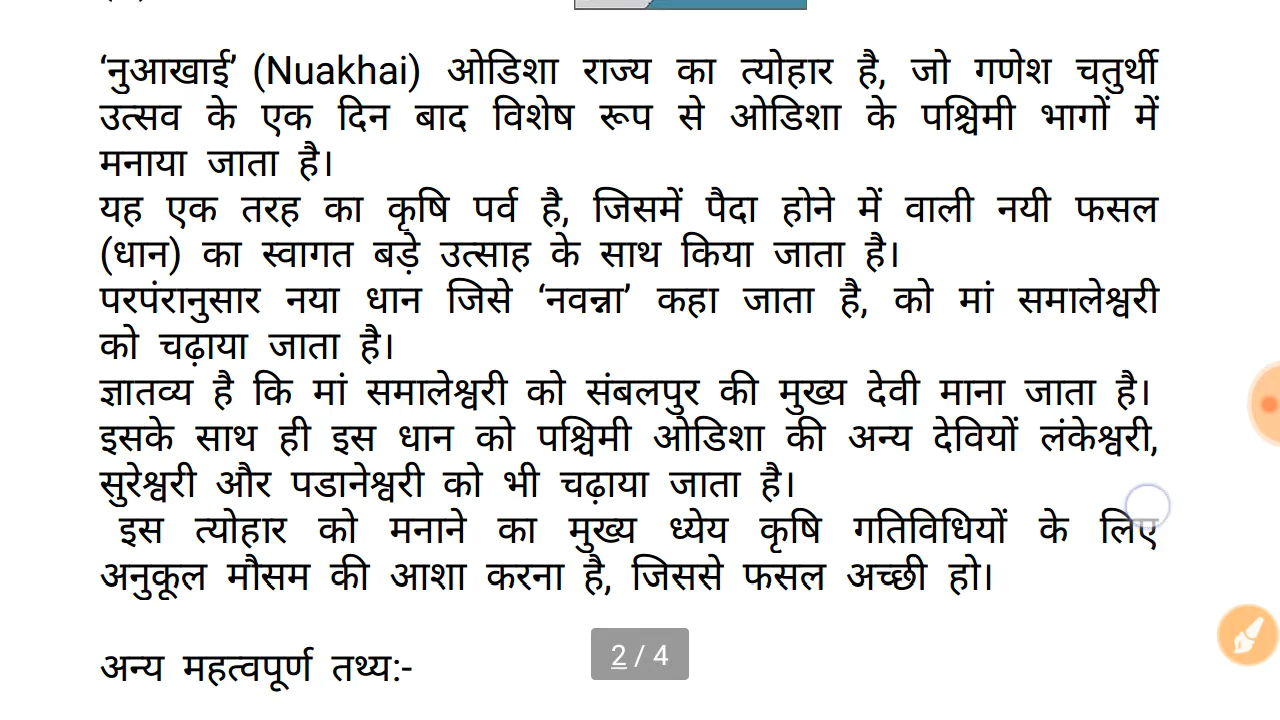 ‘नुआखाई’ (Nuakhai) ओडिशा राज्य का त्योहार है, जो गणेश चतुर्थी
उत्सव के एक दिन बाद विशेष रूप से ओडिशा के पश्चिमी भागों में
मनाया जाता है।
यह एक तरह का कृषि पर्व है, जिसमें पैदा होने में वाली नयी फसल
(धान) का स्वागत बड़े उत्साह के साथ किया जाता है।
परपंरानुसार नया धान जिसे ‘नवन्ना’ कहा जाता है, को मां समालेश्वरी
को चढ़ाया जाता है।
ज्ञातव्य है कि मां समालेश्वरी को संबलपुर की मुख्य देवी माना जाता है।
इसके साथ ही इस धान को पश्चिमी ओडिशा की अन्य देवियों लंकेश्वरी,
सुरेश्वरी और पडानेश्वरी को भी चढ़ाया जाता है।
इस त्योहार को मनाने का मुख्य ध्येय कृषि गतिविधियों के लिए
अनुकूल मौसम की आशा करना है, जिससे फसल अच्छी हो।
अन्य महत्वपूर्ण तथ्य:-
2 / 4